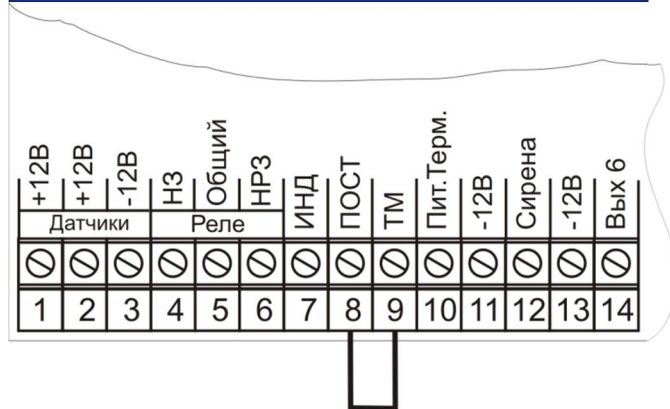 +12В +12В -12В НЗ Общий НРЗ ИНД ПОСТ ТМ Пит.Терм. -12В Сирена -12В Вых 6
Датчики Реле
1 2 3 4 5 6 7 8 9 10 11 12 13 14